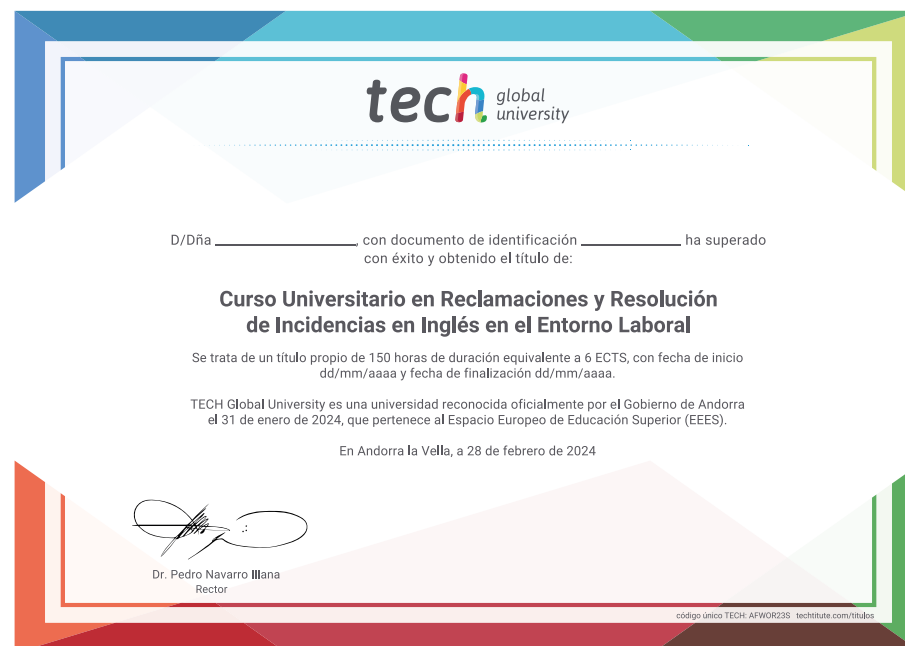 tech global university
D/Dña ______________, con documento de identificación __________ ha superado
con éxito y obtenido el título de:
Curso Universitario en Reclamaciones y Resolución
de Incidencias en Inglés en el Entorno Laboral
Se trata de un título propio de 150 horas de duración equivalente a 6 ECTS, con fecha de inicio
dd/mm/aaaa y fecha de finalización dd/mm/aaaa.
TECH Global University es una universidad reconocida oficialmente por el Gobierno de Andorra
el 31 de enero de 2024, que pertenece al Espacio Europeo de Educación Superior (EEES).
En Andorra la Vella, a 28 de febrero de 2024
Dr. Pedro Navarro Illana
Rector
código único TECH: AFWOR23S techtitute.com/titulos